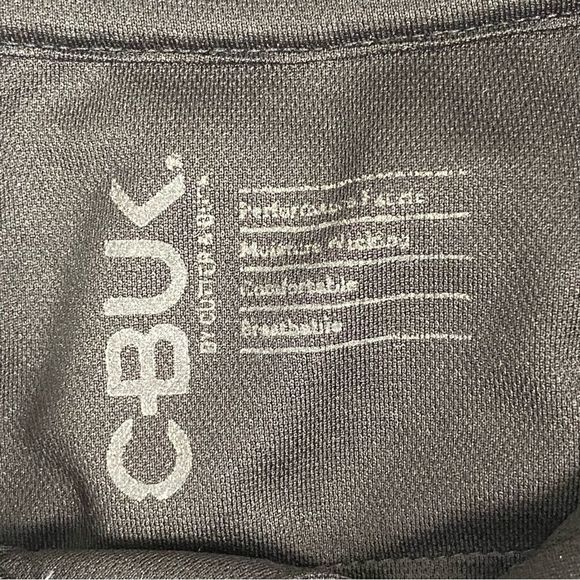 CBUK.
BY CUTTER & BUCK
Performance Fabric
Moisture Wicking
Comfortable
Breathable